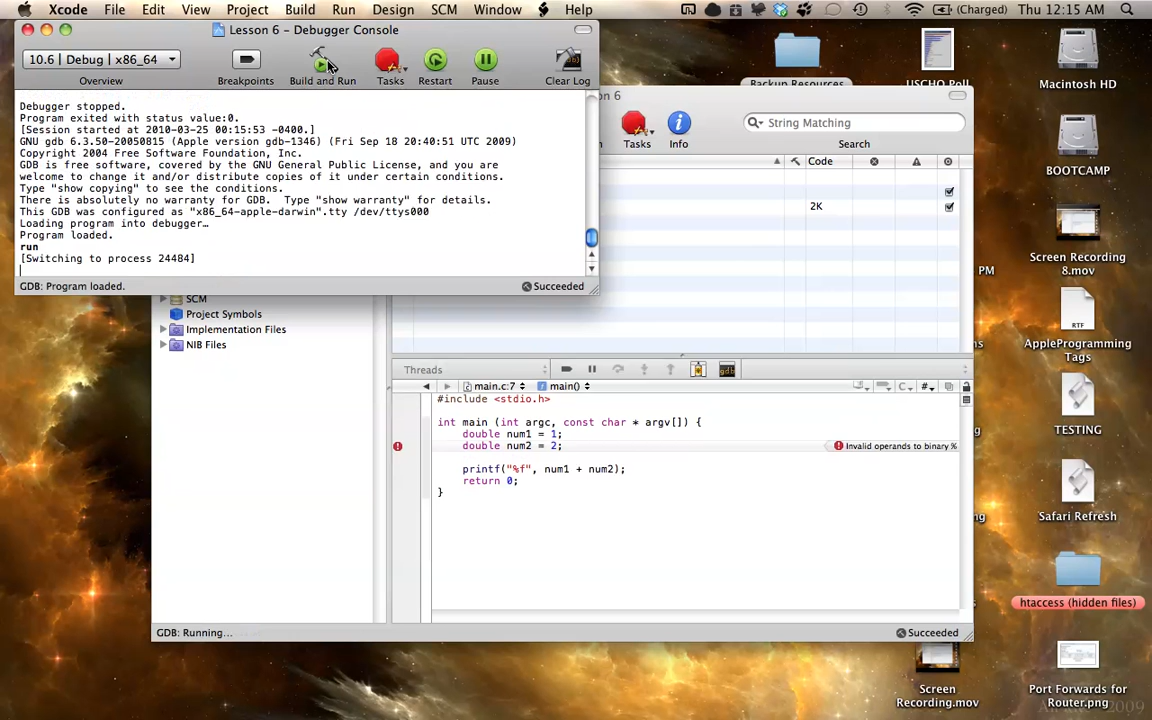 Xcode File Edit View Project Build Run Design SCM Window Help (Charged) Thu 12:15 AM
Lesson 6 – Debugger Console
10.6 | Debug | x86_64
Overview Breakpoints Build and Run Tasks Restart Pause Clear Log
Debugger stopped.
Program exited with status value:0.
[Session started at 2010-03-25 00:15:53 -0400.]
GNU gdb 6.3.50-20050815 (Apple version gdb-1346) (Fri Sep 18 20:40:51 UTC 2009)
Copyright 2004 Free Software Foundation, Inc.
GDB is free software, covered by the GNU General Public License, and you are
welcome to change it and/or distribute copies of it under certain conditions.
Type "show copying" to see the conditions.
There is absolutely no warranty for GDB.  Type "show warranty" for details.
This GDB was configured as "x86_64-apple-darwin".tty /dev/ttys000
Loading program into debugger…
Program loaded.
run
[Switching to process 24484]
GDB: Program loaded.
Succeeded
6
Tasks Info
String Matching
Search
Code
2K
SCM
Project Symbols
Implementation Files
NIB Files
Threads
gdb
main.c:7 main()
C #
#include <stdio.h>
int main (int argc, const char * argv[]) {
double num1 = 1;
double num2 = 2;
Invalid operands to binary %
printf("%f", num1 + num2);
return 0;
}
GDB: Running…
Succeeded
Backup Resources
USCHO Poll
Macintosh HD
BOOTCAMP
Screen Recording
8.mov
PM
RTF
AppleProgramming
Tags
TESTING
Safari Refresh
htaccess (hidden files)
Screen
Recording.mov
Port Forwards for
Router.png